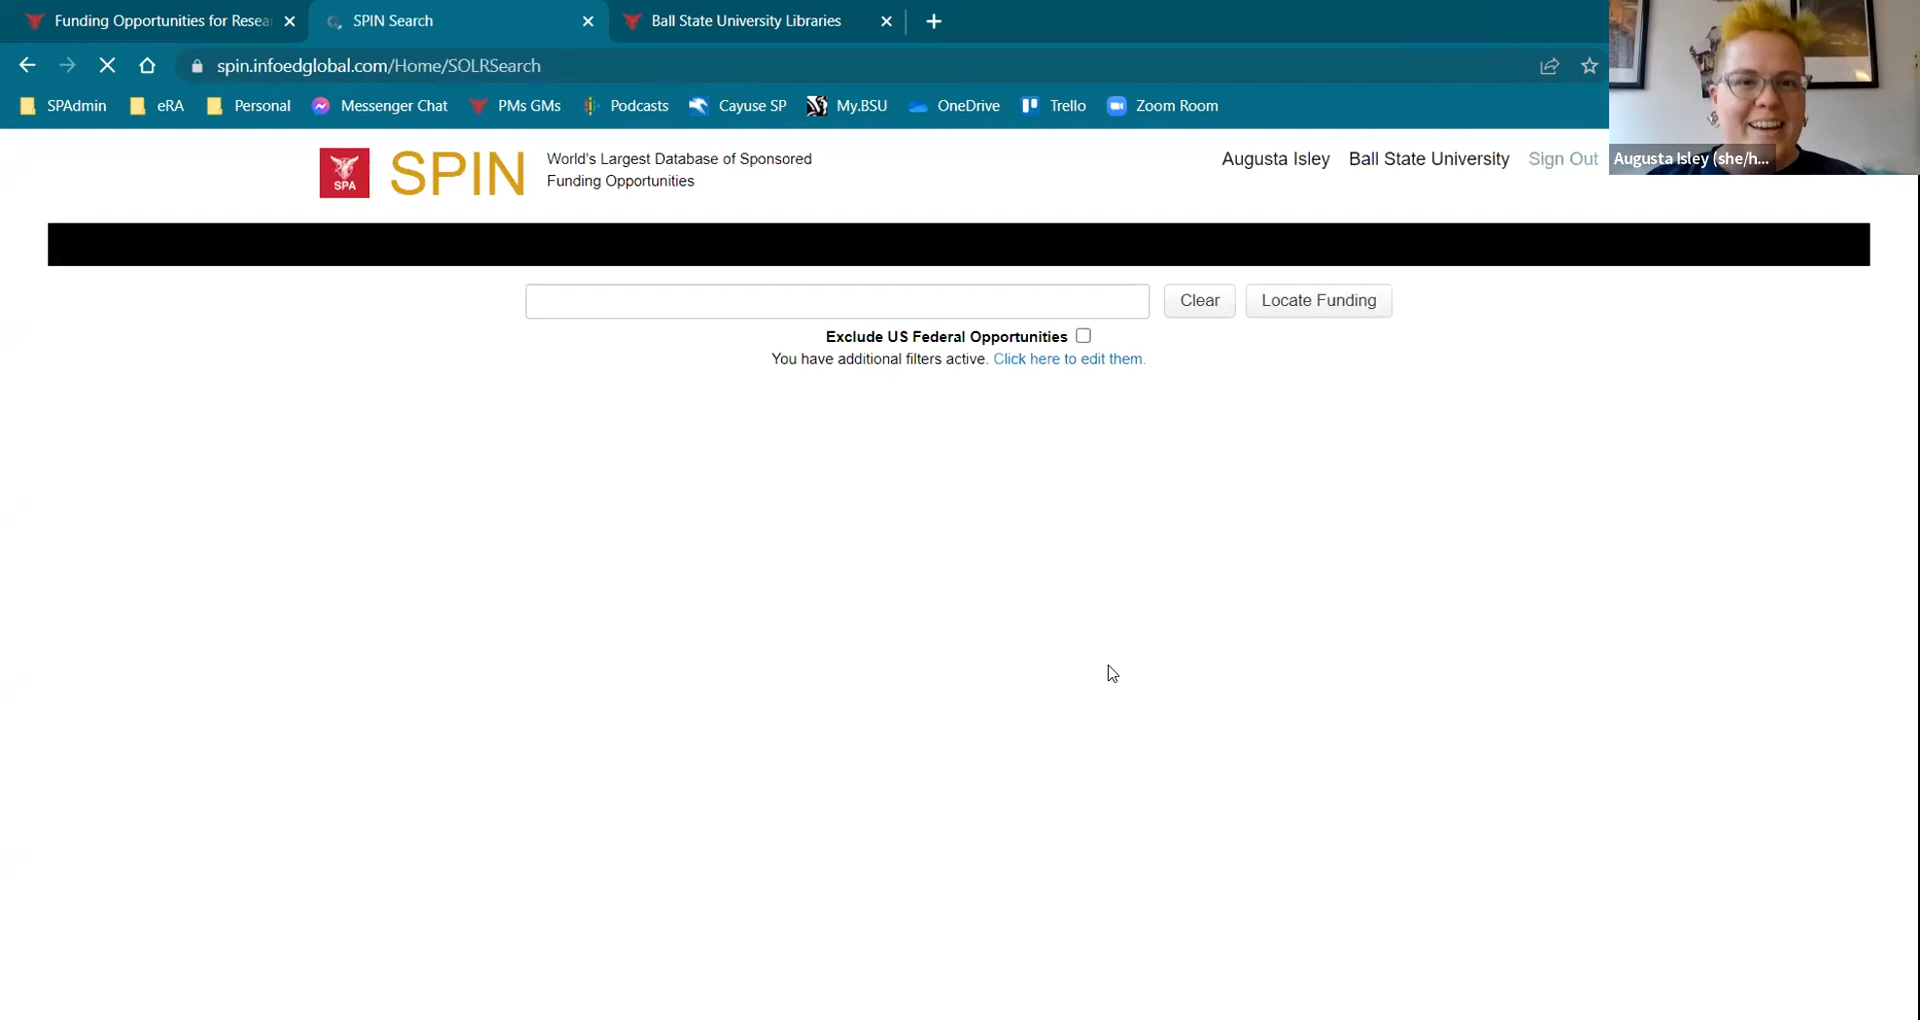 Funding Opportunities for Resea
SPIN Search
Ball State University Libraries
spin.infoedglobal.com/Home/SOLRSearch
SPAdmin
eRA
Personal
Messenger Chat
PMs GMs
Podcasts
Cayuse SP
My.BSU
OneDrive
Trello
Zoom Room
SPA
SPIN
World's Largest Database of Sponsored
Funding Opportunities
Augusta Isley
Ball State University
Sign Out
Augusta Isley (she/h...
Clear
Locate Funding
Exclude US Federal Opportunities
You have additional filters active. Click here to edit them.